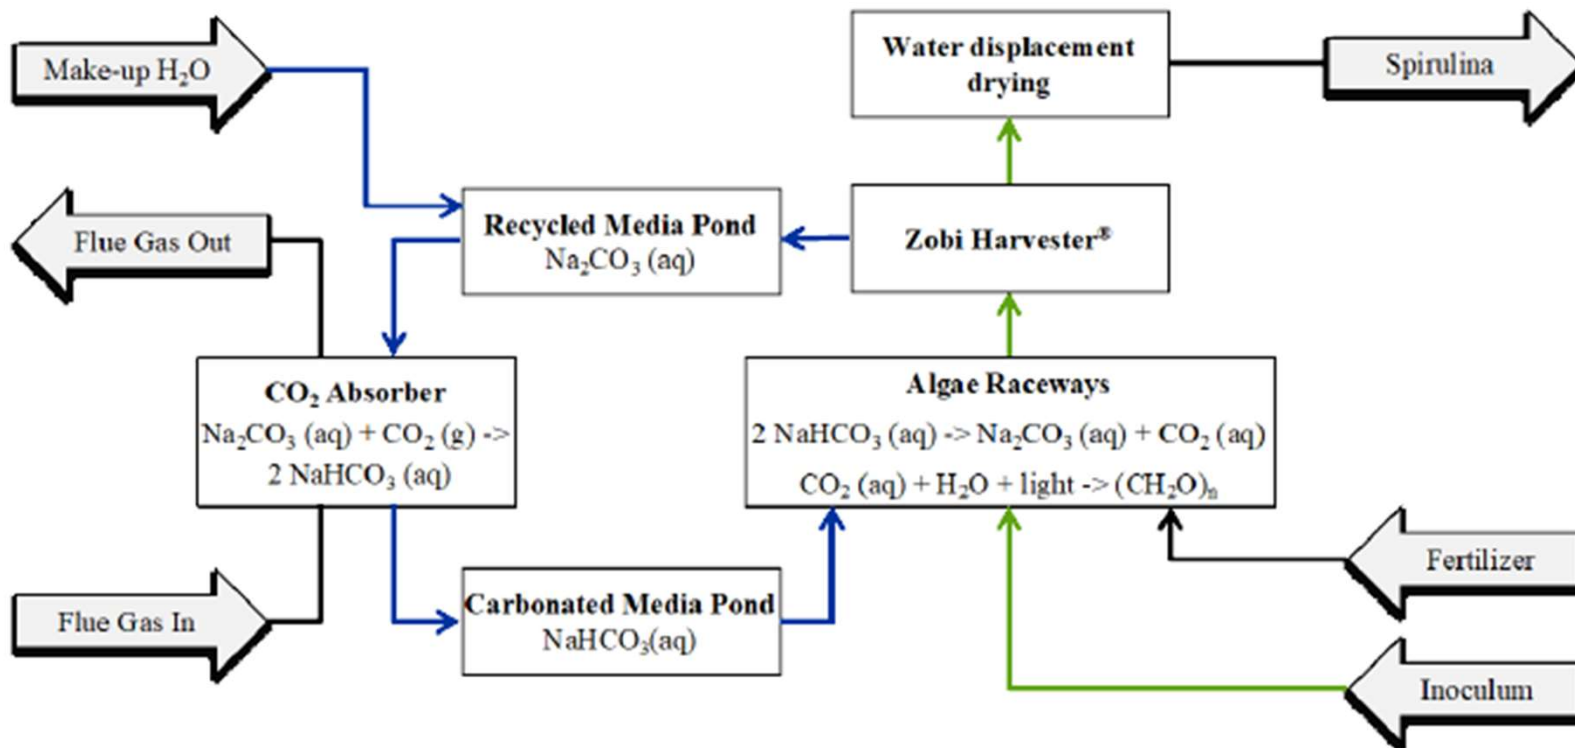 Make-up H₂O
Water displacement
drying
Spirulina
Flue Gas Out
Recycled Media Pond
Na₂CO₃ (aq)
Zobi Harvester®
CO₂ Absorber
Na₂CO₃ (aq) + CO₂ (g) ->
2 NaHCO₃ (aq)
Algae Raceways
2 NaHCO₃ (aq) -> Na₂CO₃ (aq) + CO₂ (aq)
CO₂ (aq) + H₂O + light -> (CH₂O)ₙ
Flue Gas In
Carbonated Media Pond
NaHCO₃(aq)
Fertilizer
Inoculum